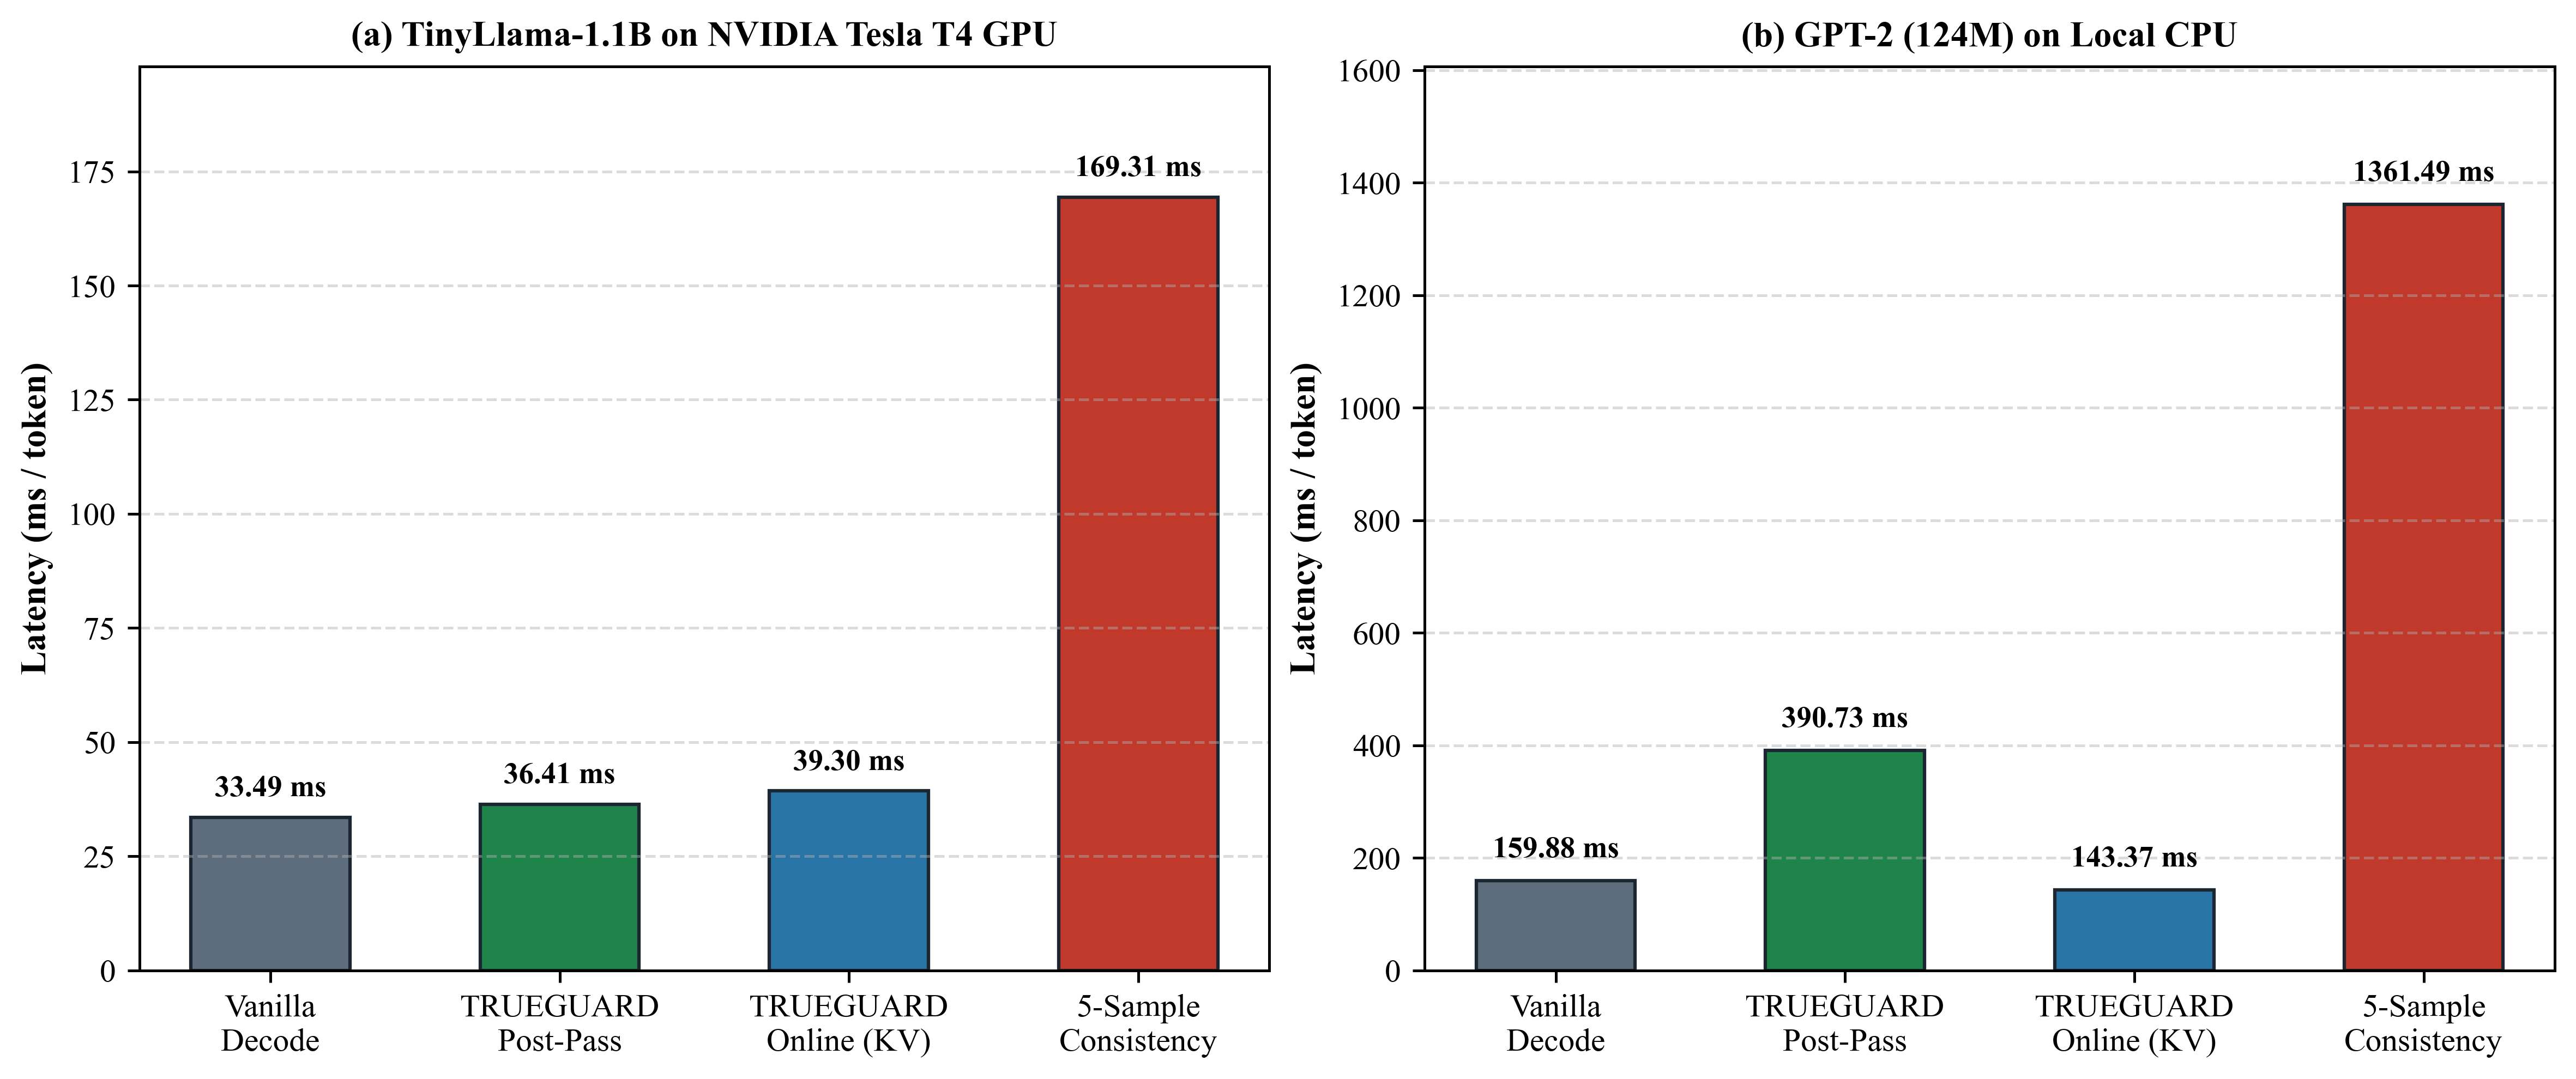 (a) TinyLlama-1.1B on NVIDIA Tesla T4 GPU
Latency (ms / token)
175
150
125
100
75
50
25
0
169.31 ms
39.30 ms
36.41 ms
33.49 ms
Vanilla
Decode
TRUEGUARD
Post-Pass
TRUEGUARD
Online (KV)
5-Sample
Consistency
(b) GPT-2 (124M) on Local CPU
Latency (ms / token)
1600
1400
1200
1000
800
600
400
200
0
1361.49 ms
390.73 ms
159.88 ms
143.37 ms
Vanilla
Decode
TRUEGUARD
Post-Pass
TRUEGUARD
Online (KV)
5-Sample
Consistency